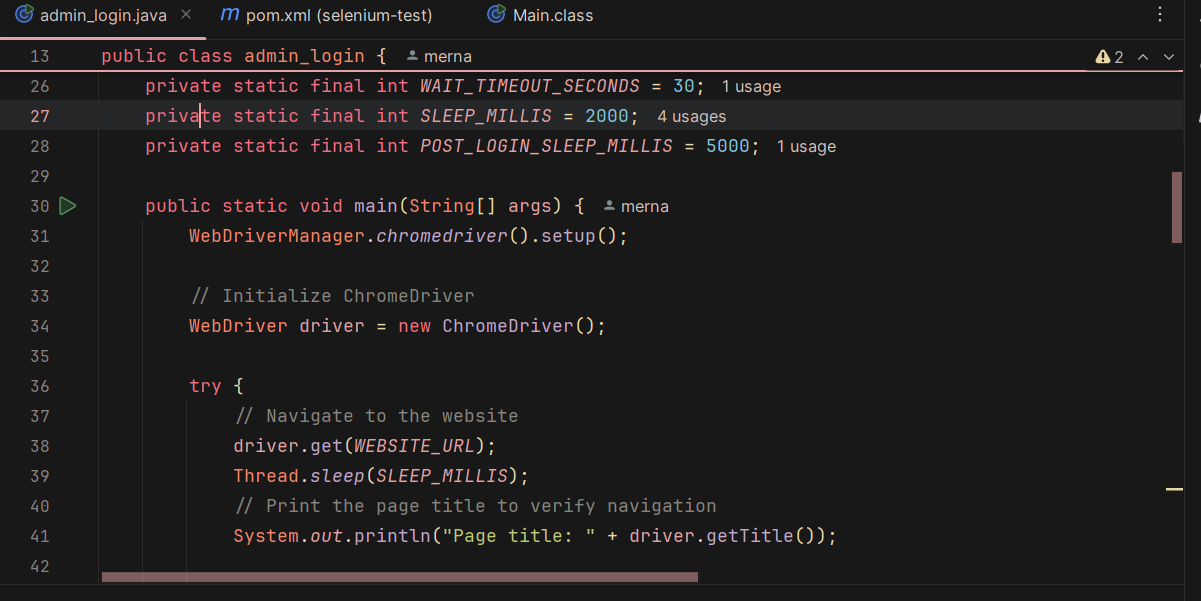 admin_login.java
pom.xml (selenium-test)
Main.class
13 public class admin_login { merna 2
26 private static final int WAIT_TIMEOUT_SECONDS = 30; 1 usage
27 private static final int SLEEP_MILLIS = 2000; 4 usages
28 private static final int POST_LOGIN_SLEEP_MILLIS = 5000; 1 usage
29
30 public static void main(String[] args) { merna
31 WebDriverManager.chromedriver().setup();
32
33 // Initialize ChromeDriver
34 WebDriver driver = new ChromeDriver();
35
36 try {
37 // Navigate to the website
38 driver.get(WEBSITE_URL);
39 Thread.sleep(SLEEP_MILLIS);
40 // Print the page title to verify navigation
41 System.out.println("Page title: " + driver.getTitle());
42